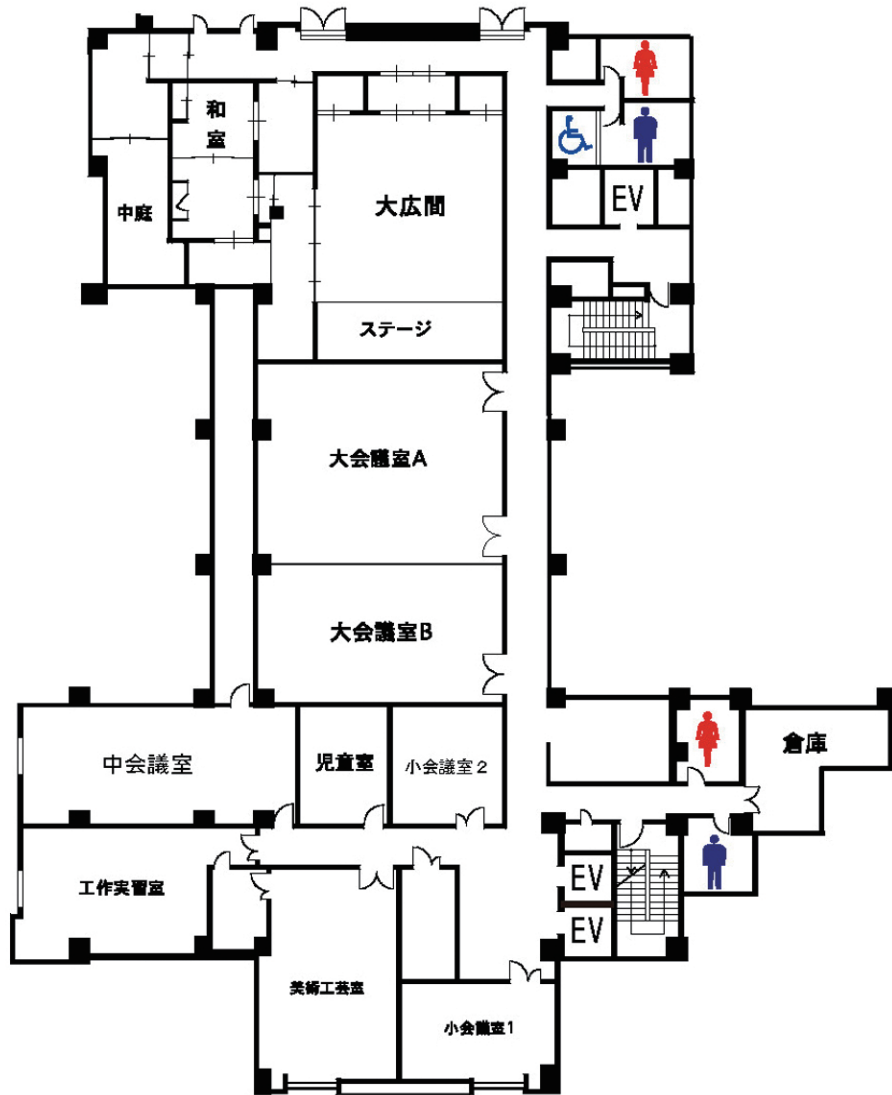 和室
中庭
大広間
EV
ステージ
大会議室A
大会議室B
中会議室
児童室
小会議室2
倉庫
工作実習室
EV
EV
美術工芸室
小会議室1